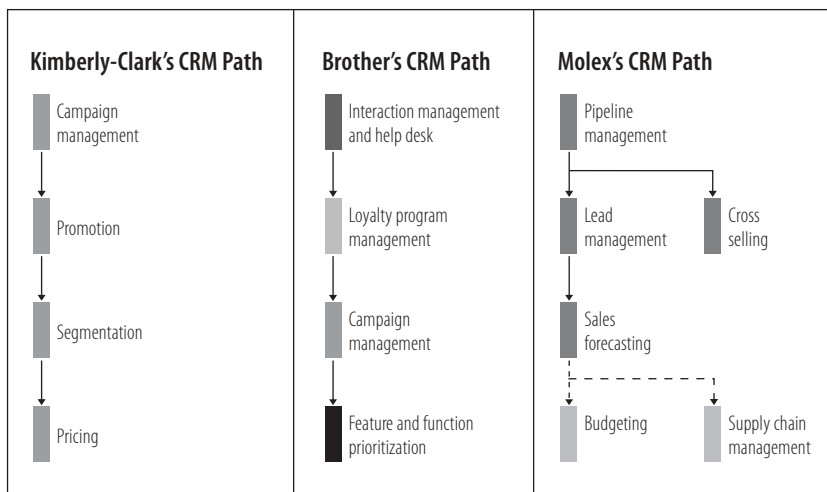 Kimberly-Clark's CRM Path
Campaign
management
Promotion
Segmentation
Pricing
Brother's CRM Path
Interaction management
and help desk
Loyalty program
management
Campaign
management
Feature and function
prioritization
Molex's CRM Path
Pipeline
management
Lead
management
Cross
selling
Sales
forecasting
Budgeting
Supply chain
management